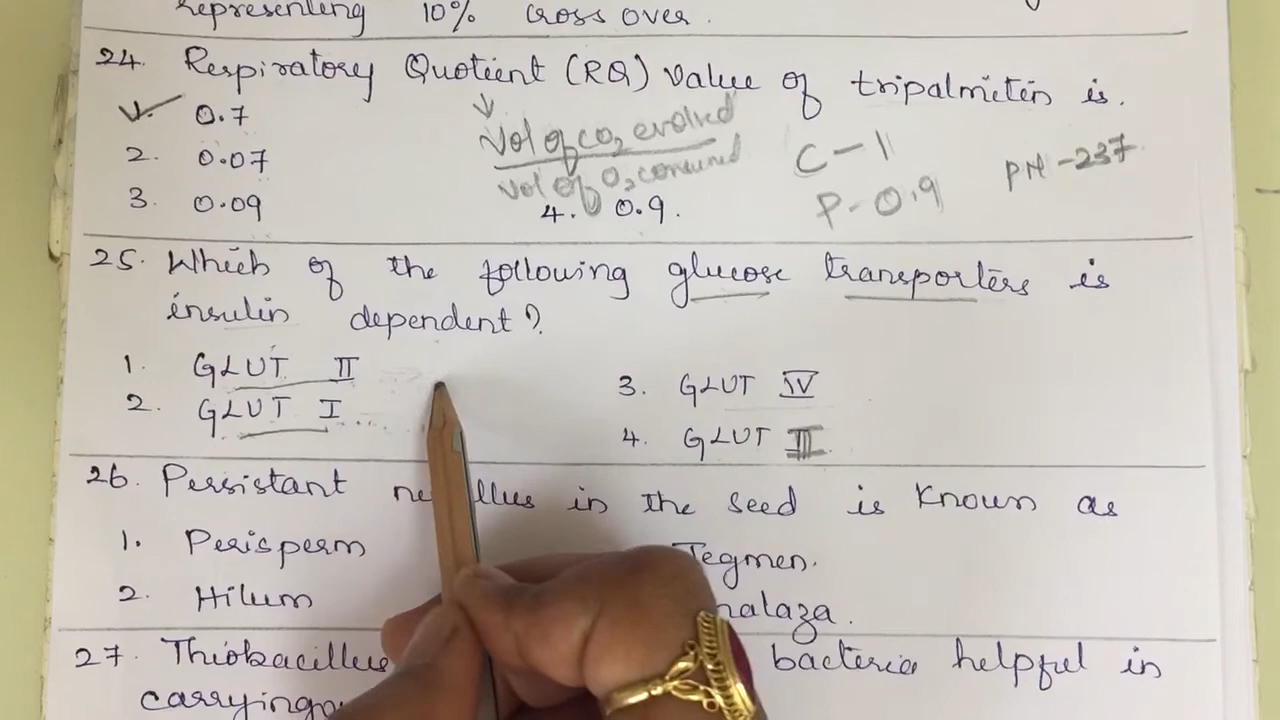 representing 10% cross over.
24. Respiratory Quotient (RQ) value of tripalmitin is.
1. 0.7
Vol of CO2 evolved
Vol of O2 consumed
C - 1
P - 0.9
PN - 237
2. 0.07
3. 0.09
4. 0.9.
25. Which of the following glucose transporters is
insulin dependent?
1. GLUT II
3. GLUT IV
2. GLUT I
4. GLUT III
26. Persistant in the seed is known as
1. Perisperm
Tegmen.
2. Hilum
27. Thiobacillus bacteria helpful in